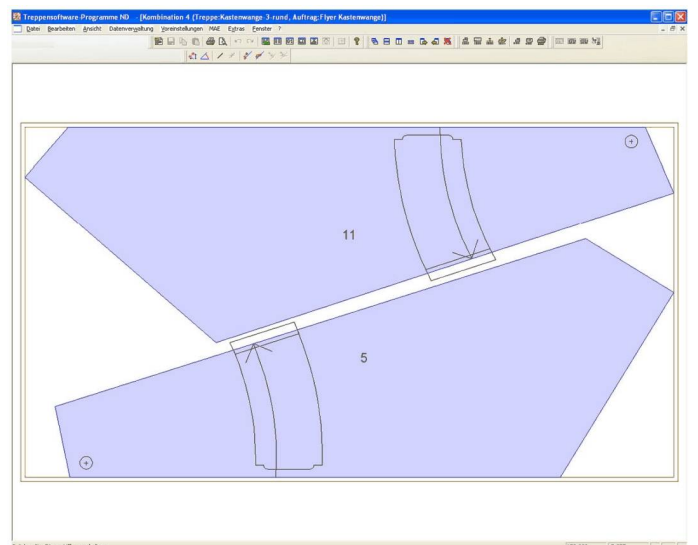 Treppensoftware-Programme ND - [Kombination 4 (Treppe:Kastenwange-3-rund, Auftrag:Flyer Kastenwange)]
Datei Bearbeiten Ansicht Datenverwaltung Voreinstellungen MAE Extras Fenster ?
11
5